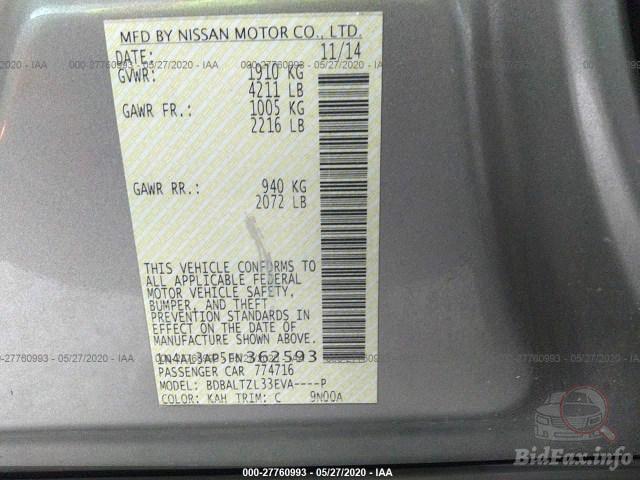 MFD BY NISSAN MOTOR CO., LTD.
DATE: 11/14
GVWR: 1910 KG
4211 LB
GAWR FR.: 1005 KG
2216 LB
GAWR RR.: 940 KG
2072 LB
THIS VEHICLE CONFORMS TO
ALL APPLICABLE FEDERAL
MOTOR VEHICLE SAFETY,
BUMPER, AND THEFT
PREVENTION STANDARDS IN
EFFECT ON THE DATE OF
MANUFACTURE SHOWN ABOVE.
1N4AL3AP5FN362593
PASSENGER CAR 774716
MODEL: BDBALTZL33EVA----P
COLOR: KAH TRIM: C 9N00A
000-27760993 - 05/27/2020 - IAA
BidFax.info